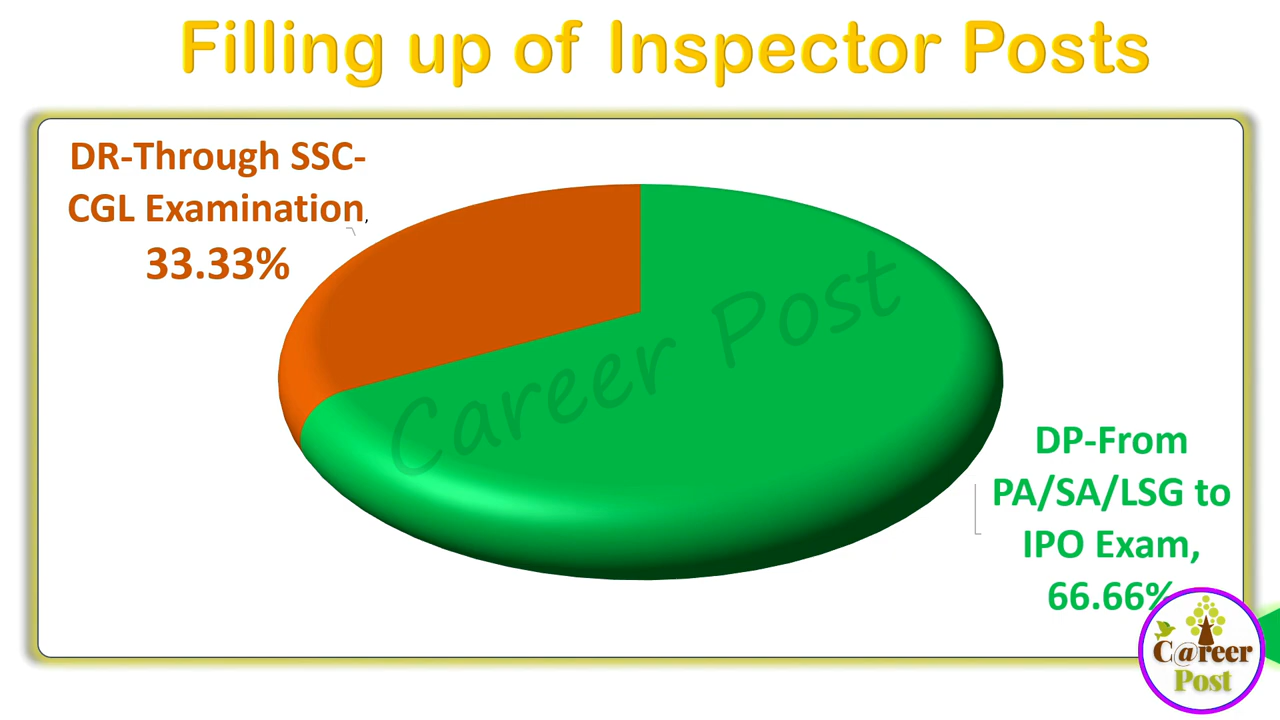 Filling up of Inspector Posts
DR-Through SSC-
CGL Examination,
33.33%
Career Post
DP-From
PA/SA/LSG to
IPO Exam,
66.66%
C@reer
Post